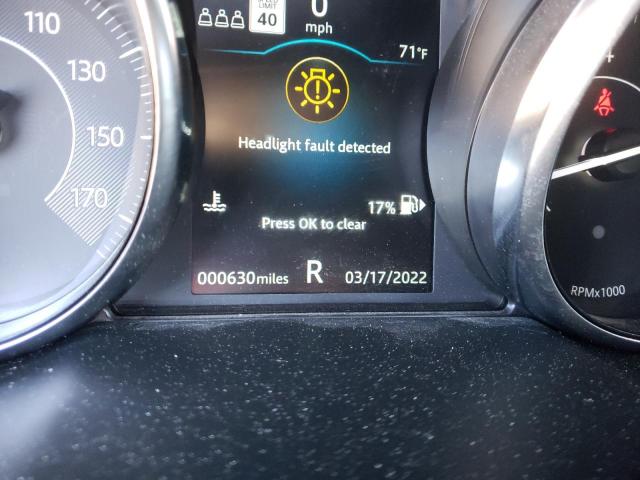 110
130
150
170
SPEED LIMIT
40
0
mph
71°F
Headlight fault detected
17%
Press OK to clear
000630miles R 03/17/2022
RPMx1000